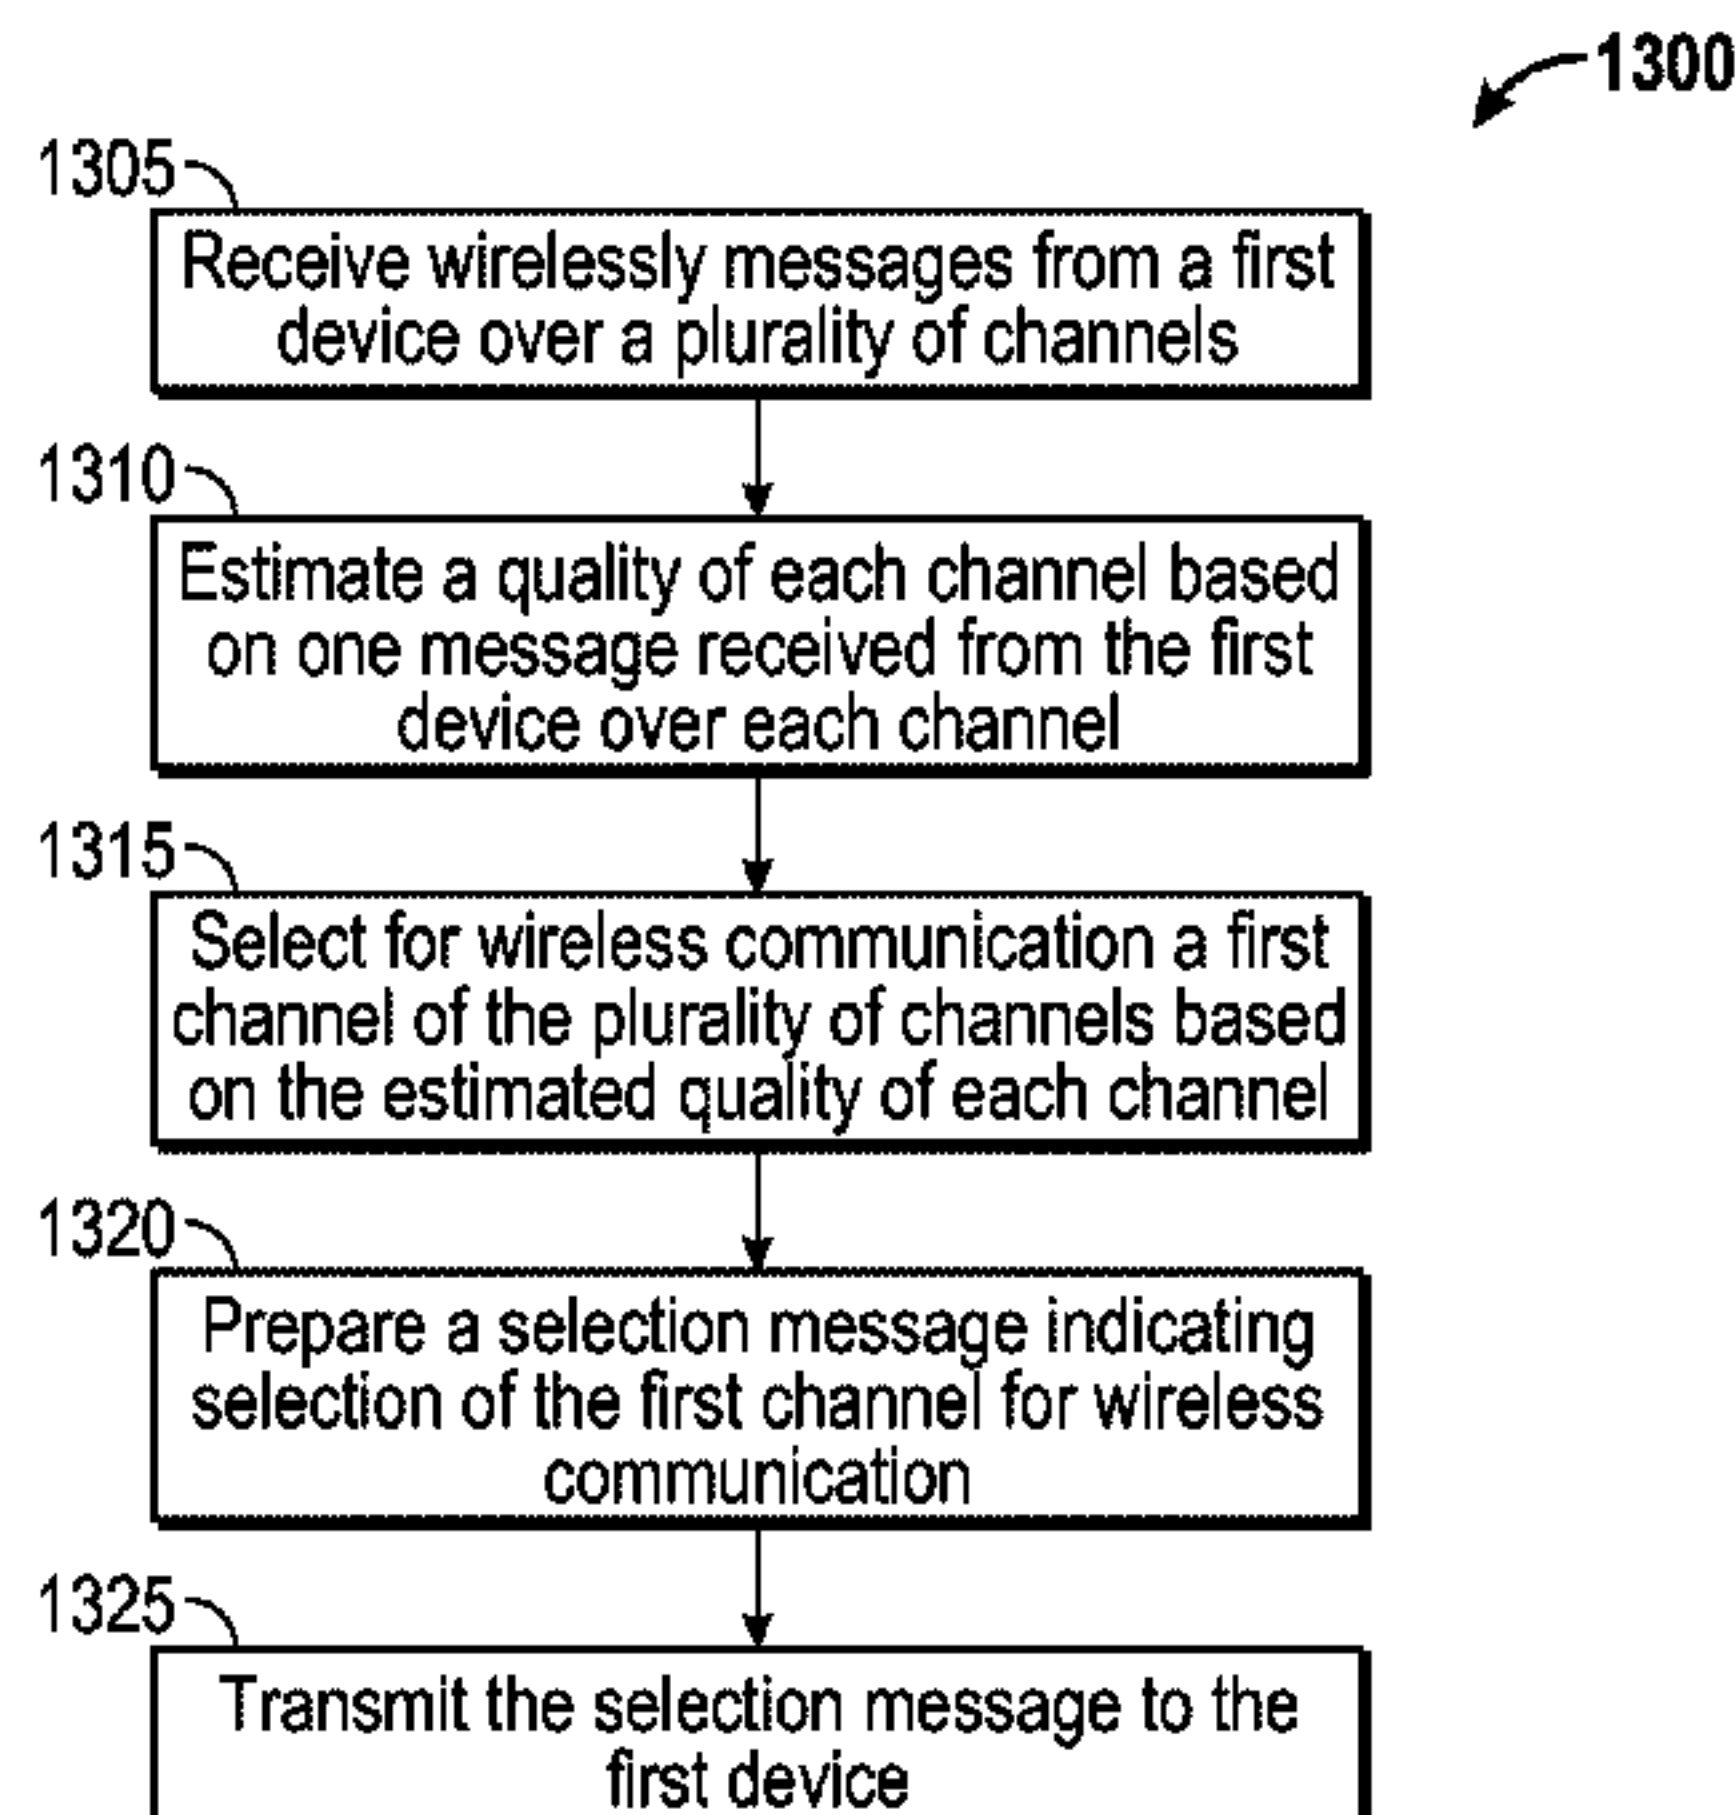 1300
1305
Receive wirelessly messages from a first
device over a plurality of channels
1310
Estimate a quality of each channel based
on one message received from the first
device over each channel
1315
Select for wireless communication a first
channel of the plurality of channels based
on the estimated quality of each channel
1320
Prepare a selection message indicating
selection of the first channel for wireless
communication
1325
Transmit the selection message to the
first device